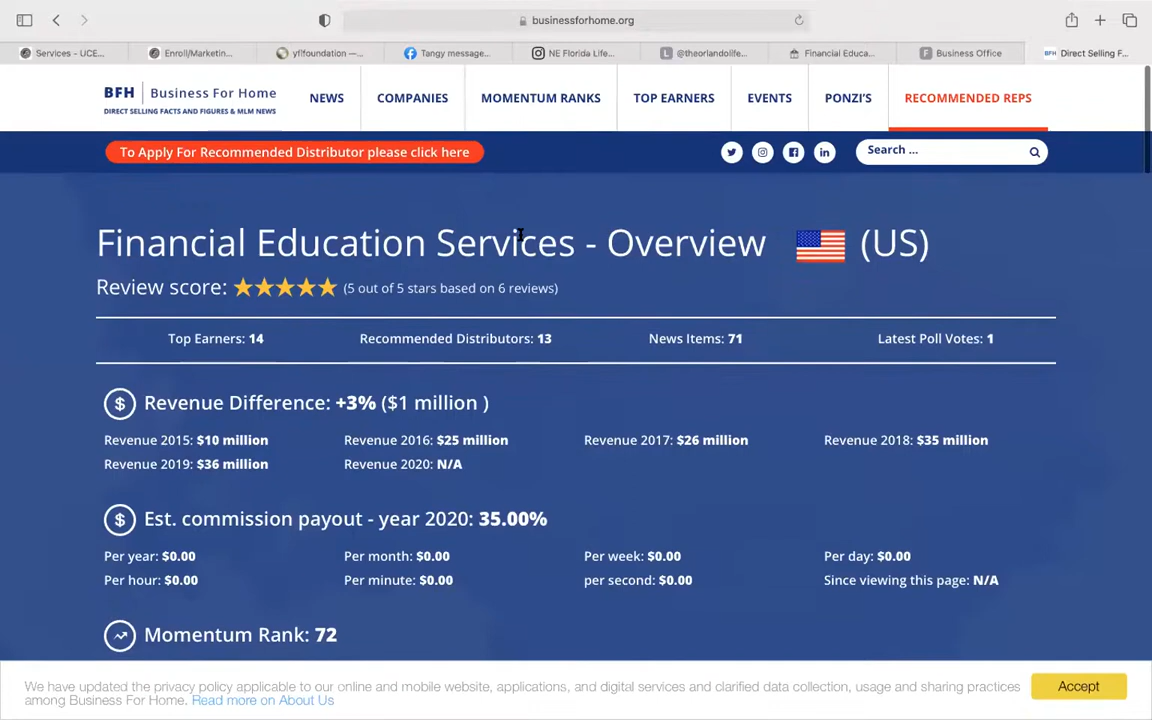 businessforhome.org
Services - UCE...
Enroll/Marketin...
yflfoundation —...
Tangy message...
NE Florida Life...
@theorlandolife...
Financial Educa...
Business Office
BFH Direct Selling F...
BFH Business For Home
DIRECT SELLING FACTS AND FIGURES & MLM NEWS
NEWS
COMPANIES
MOMENTUM RANKS
TOP EARNERS
EVENTS
PONZI'S
RECOMMENDED REPS
To Apply For Recommended Distributor please click here
Search ...
Financial Education Services - Overview (US)
Review score: (5 out of 5 stars based on 6 reviews)
Top Earners: 14
Recommended Distributors: 13
News Items: 71
Latest Poll Votes: 1
$ Revenue Difference: +3% ($1 million )
Revenue 2015: $10 million
Revenue 2016: $25 million
Revenue 2017: $26 million
Revenue 2018: $35 million
Revenue 2019: $36 million
Revenue 2020: N/A
$ Est. commission payout - year 2020: 35.00%
Per year: $0.00
Per month: $0.00
Per week: $0.00
Per day: $0.00
Per hour: $0.00
Per minute: $0.00
per second: $0.00
Since viewing this page: N/A
Momentum Rank: 72
We have updated the privacy policy applicable to our online and mobile website, applications, and digital services and clarified data collection, usage and sharing practices
among Business For Home. Read more on About Us
Accept